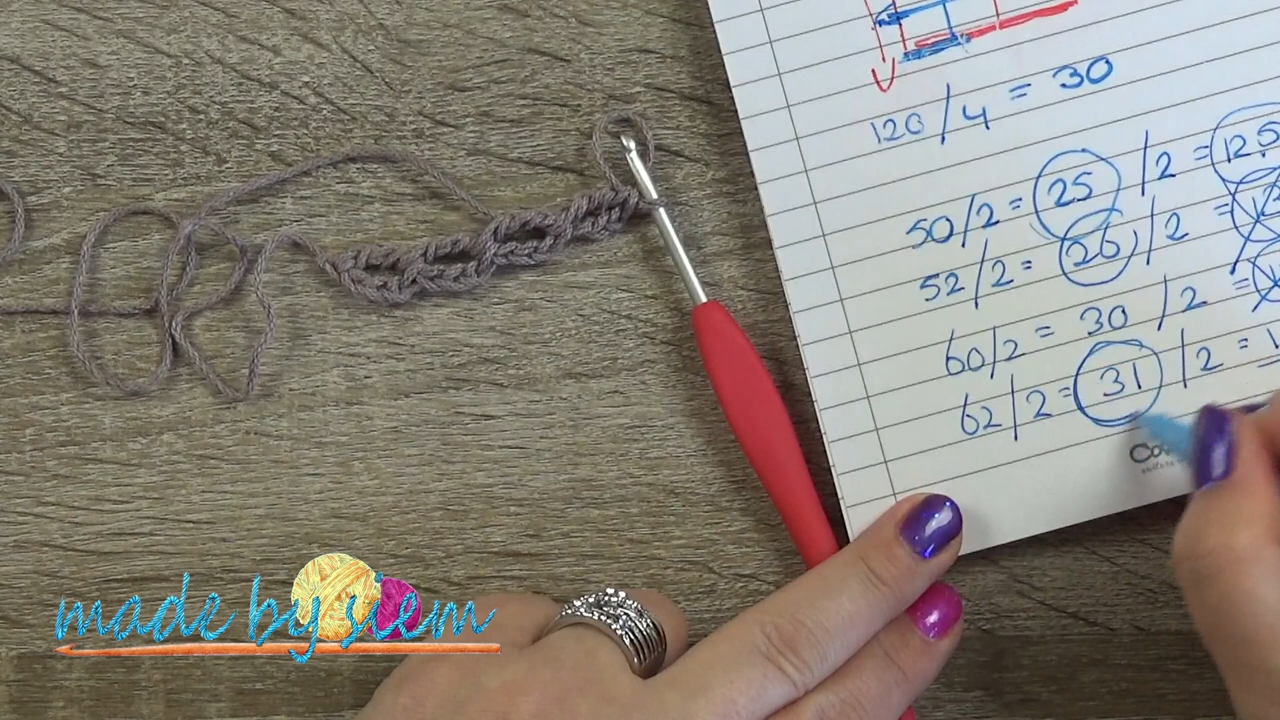 120/4 = 30
50/2 = 25 /2 = 12,5
52/2 = 26 /2 =
60/2 = 30 /2 =
62/2 = 31 /2 =
made by siem